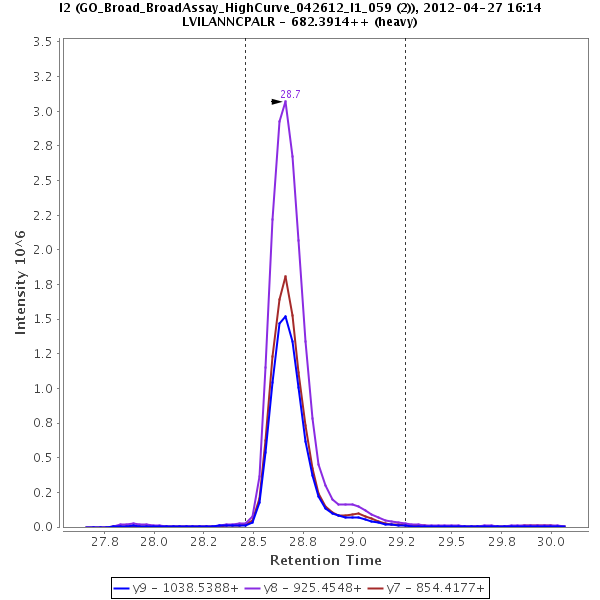 I2 (GO_Broad_BroadAssay_HighCurve_042612_I1_059 (2)), 2012-04-27 16:14
LVILANNCPALR - 682.3914++ (heavy)
3.5
3.2
3.0
2.8
2.5
2.2
2.0
1.8
1.5
1.2
1.0
0.8
0.5
0.2
0.0
Intensity 10^6
28.7
27.8 28.0 28.2 28.5 28.8 29.0 29.2 29.5 29.8 30.0
Retention Time
y9 - 1038.5388+ y8 - 925.4548+ y7 - 854.4177+